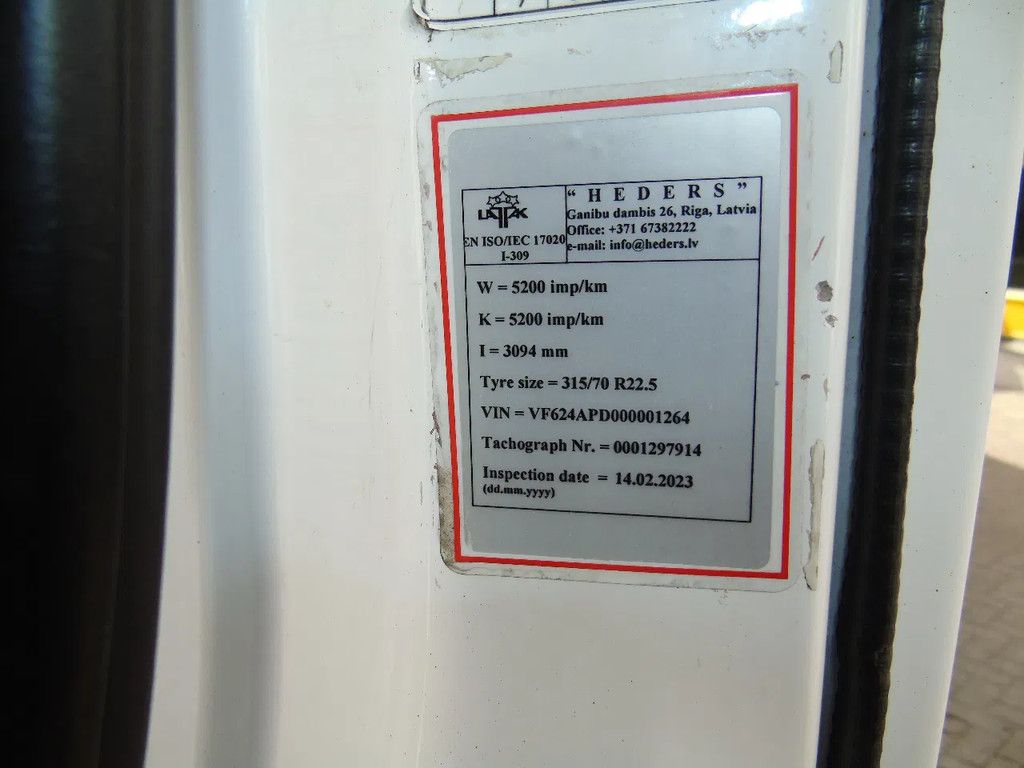 LATAK
EN ISO/IEC 17020
I-309
“ H E D E R S ”
Ganibu dambis 26, Riga, Latvia
Office: +371 67382222
e-mail: info@heders.lv
W = 5200 imp/km
K = 5200 imp/km
I = 3094 mm
Tyre size = 315/70 R22.5
VIN = VF624APD000001264
Tachograph Nr. = 0001297914
Inspection date = 14.02.2023
(dd.mm.yyyy)